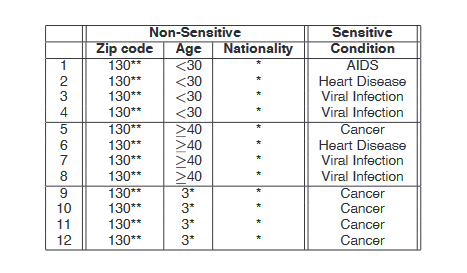 Non-Sensitive Sensitive
Zip code Age Nationality Condition
1 130** <30 * AIDS
2 130** <30 * Heart Disease
3 130** <30 * Viral Infection
4 130** <30 * Viral Infection
5 130** ≥40 * Cancer
6 130** ≥40 * Heart Disease
7 130** ≥40 * Viral Infection
8 130** ≥40 * Viral Infection
9 130** 3* * Cancer
10 130** 3* * Cancer
11 130** 3* * Cancer
12 130** 3* * Cancer